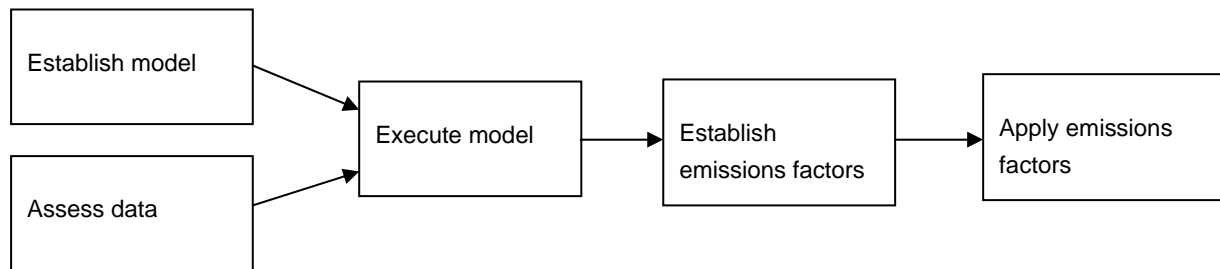 Establish model
Assess data
Execute model
Establish
emissions factors
Apply emissions
factors